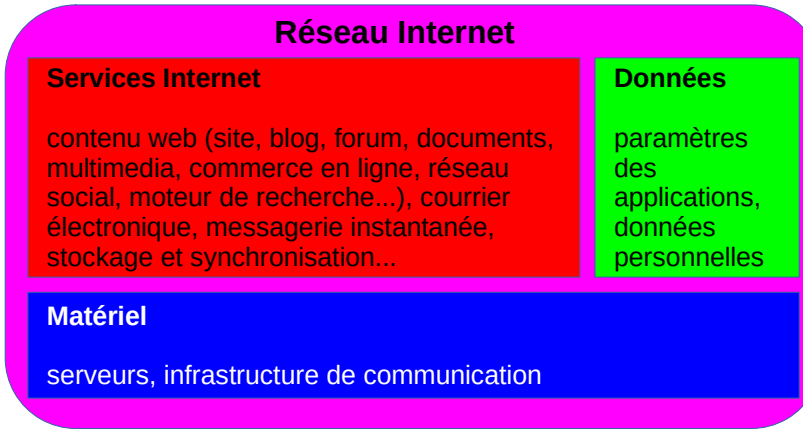 Réseau Internet
Services Internet
contenu web (site, blog, forum, documents,
multimedia, commerce en ligne, réseau
social, moteur de recherche...), courrier
électronique, messagerie instantanée,
stockage et synchronisation...
Données
paramètres
des
applications,
données
personnelles
Matériel
serveurs, infrastructure de communication